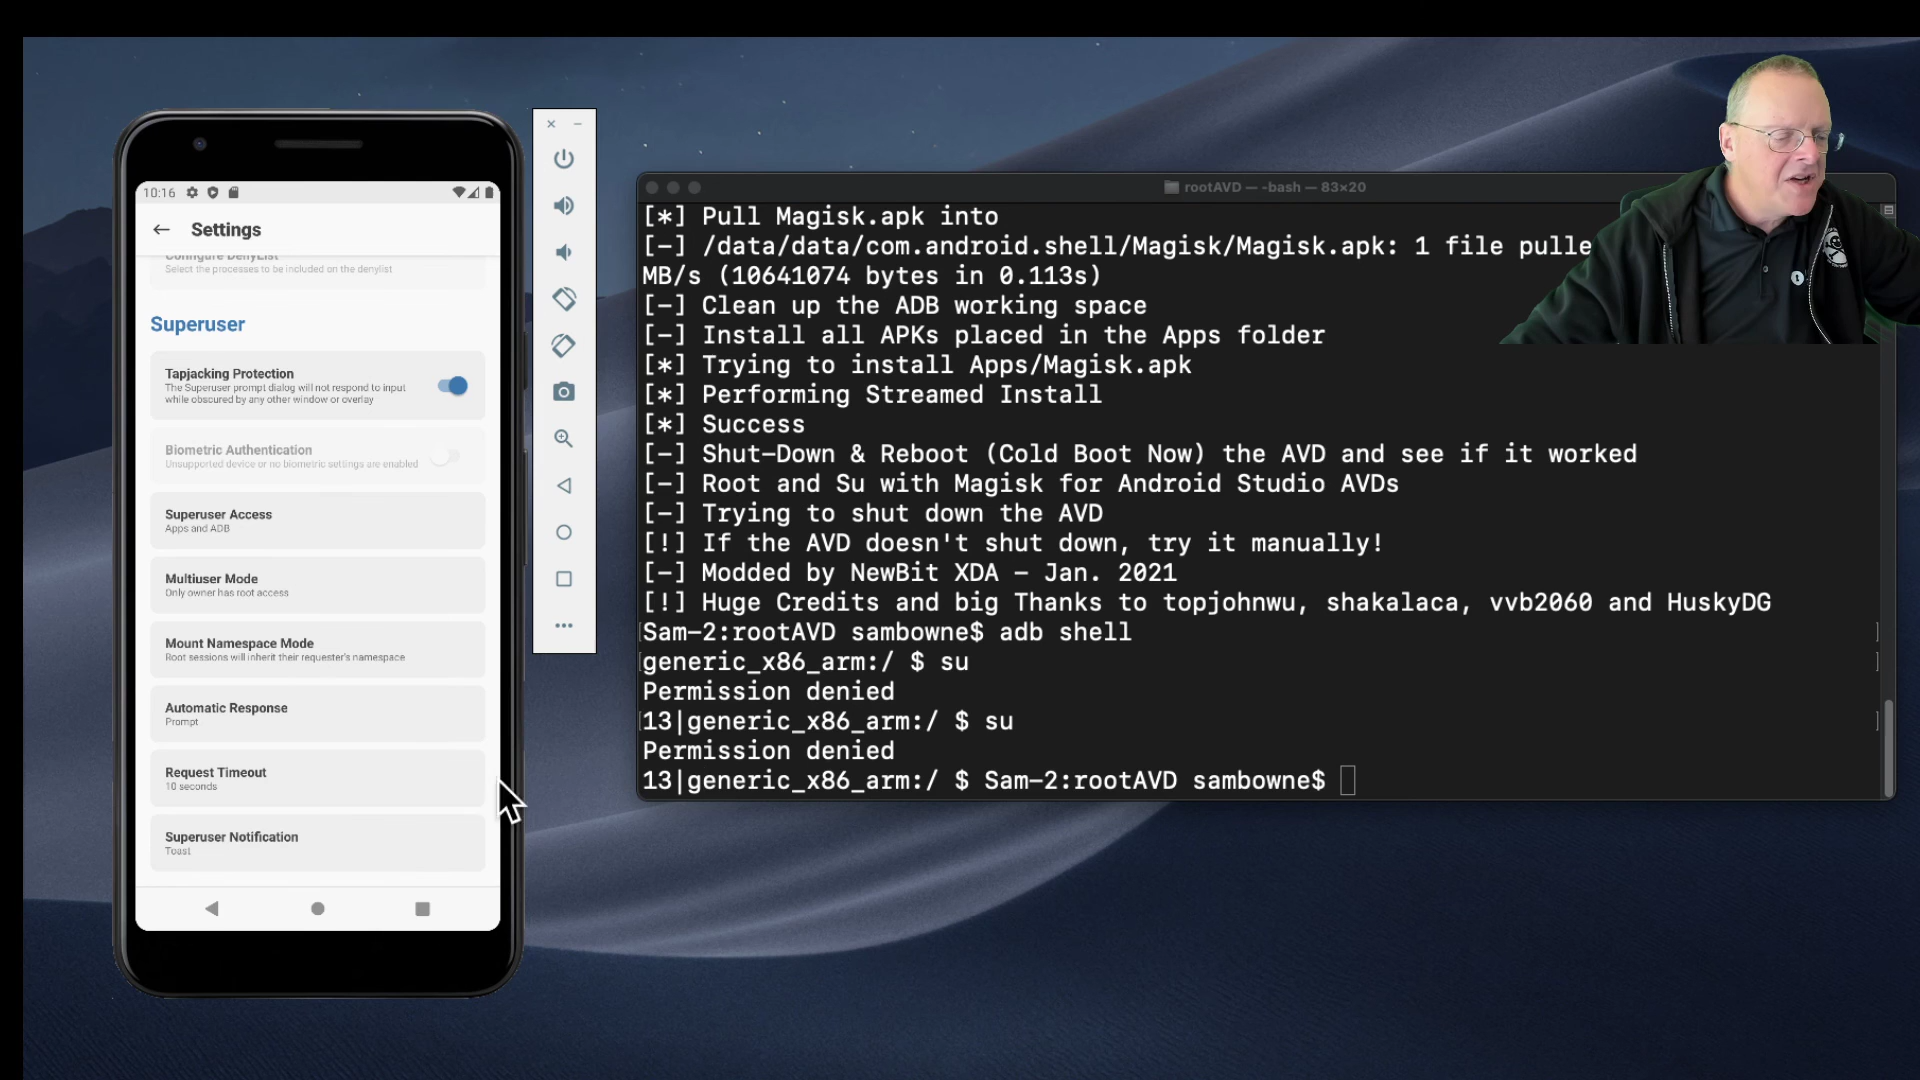 10:16
Settings
Configure DenyList
Select the processes to be included on the denylist
Superuser
Tapjacking Protection
The Superuser prompt dialog will not respond to input
while obscured by any other window or overlay
Biometric Authentication
Unsupported device or no biometric settings are enabled
Superuser Access
Apps and ADB
Multiuser Mode
Only owner has root access
Mount Namespace Mode
Root sessions will inherit their requester's namespace
Automatic Response
Prompt
Request Timeout
10 seconds
Superuser Notification
Toast
rootAVD — -bash — 83×20
[*] Pull Magisk.apk into
[-] /data/data/com.android.shell/Magisk/Magisk.apk: 1 file pulle
MB/s (10641074 bytes in 0.113s)
[-] Clean up the ADB working space
[-] Install all APKs placed in the Apps folder
[*] Trying to install Apps/Magisk.apk
[*] Performing Streamed Install
[*] Success
[-] Shut-Down & Reboot (Cold Boot Now) the AVD and see if it worked
[-] Root and Su with Magisk for Android Studio AVDs
[-] Trying to shut down the AVD
[!] If the AVD doesn't shut down, try it manually!
[-] Modded by NewBit XDA - Jan. 2021
[!] Huge Credits and big Thanks to topjohnwu, shakalaca, vvb2060 and HuskyDG
Sam-2:rootAVD sambowne$ adb shell
generic_x86_arm:/ $ su
Permission denied
13|generic_x86_arm:/ $ su
Permission denied
13|generic_x86_arm:/ $ Sam-2:rootAVD sambowne$